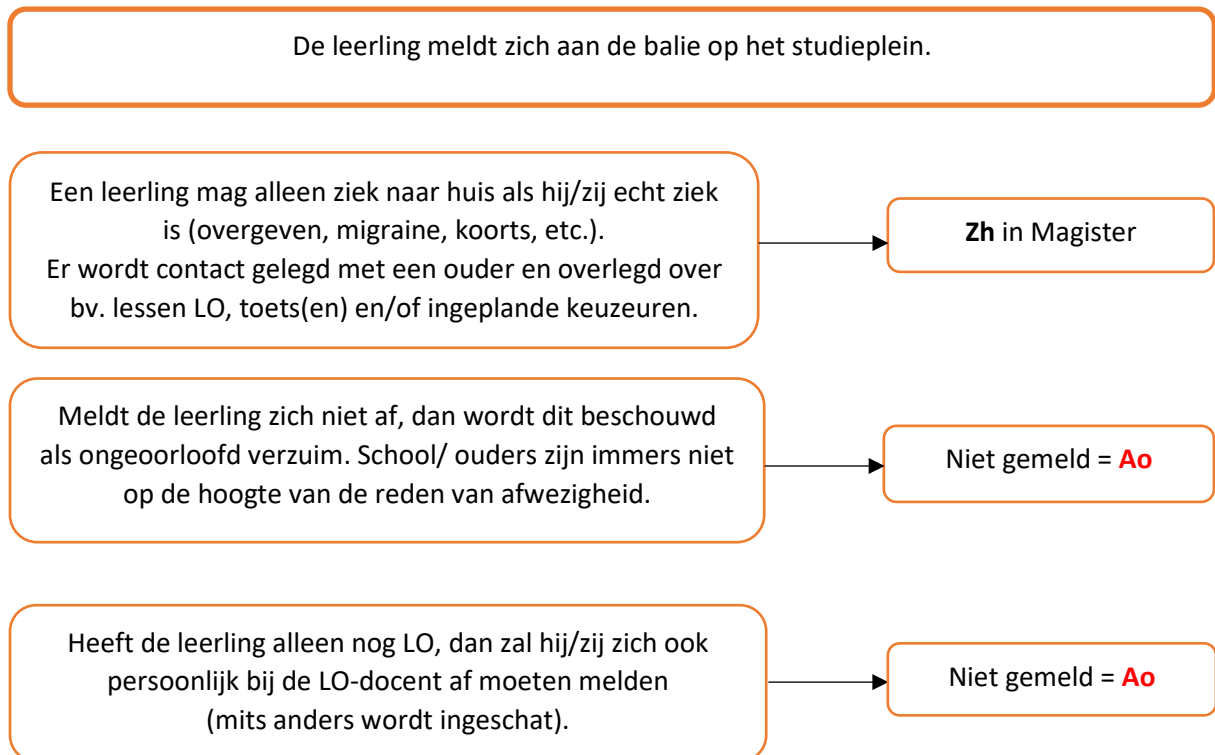 De leerling meldt zich aan de balie op het studieplein.
Een leerling mag alleen ziek naar huis als hij/zij echt ziek
is (overgeven, migraine, koorts, etc.).
Er wordt contact gelegd met een ouder en overlegd over
bv. lessen LO, toets(en) en/of ingeplande keuzeuren.
Zh in Magister
Meldt de leerling zich niet af, dan wordt dit beschouwd
als ongeoorloofd verzuim. School/ ouders zijn immers niet
op de hoogte van de reden van afwezigheid.
Niet gemeld = Ao
Heeft de leerling alleen nog LO, dan zal hij/zij zich ook
persoonlijk bij de LO-docent af moeten melden
(mits anders wordt ingeschat).
Niet gemeld = Ao